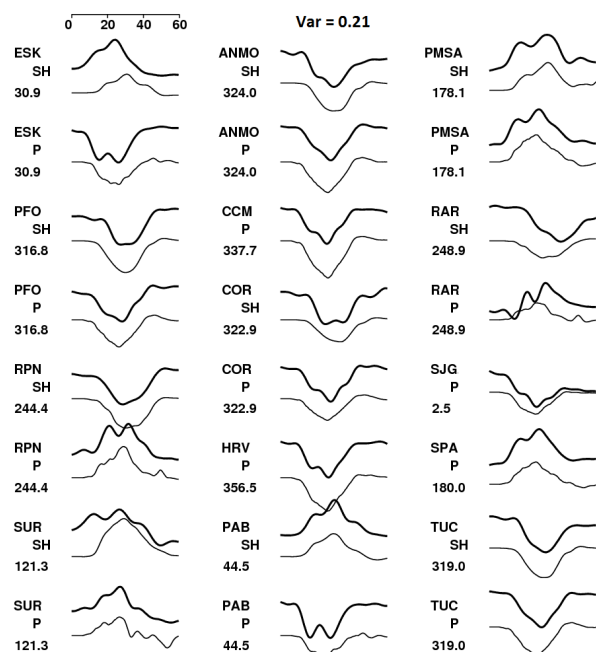 0 20 40 60
Var = 0.21
ESK
SH
30.9
ESK
P
30.9
PFO
SH
316.8
PFO
P
316.8
RPN
SH
244.4
RPN
P
244.4
SUR
SH
121.3
SUR
P
121.3
ANMO
SH
324.0
ANMO
P
324.0
CCM
P
337.7
COR
SH
322.9
COR
P
322.9
HRV
P
356.5
PAB
SH
44.5
PAB
P
44.5
PMSA
SH
178.1
PMSA
P
178.1
RAR
SH
248.9
RAR
P
248.9
SJG
P
2.5
SPA
P
180.0
TUC
SH
319.0
TUC
P
319.0